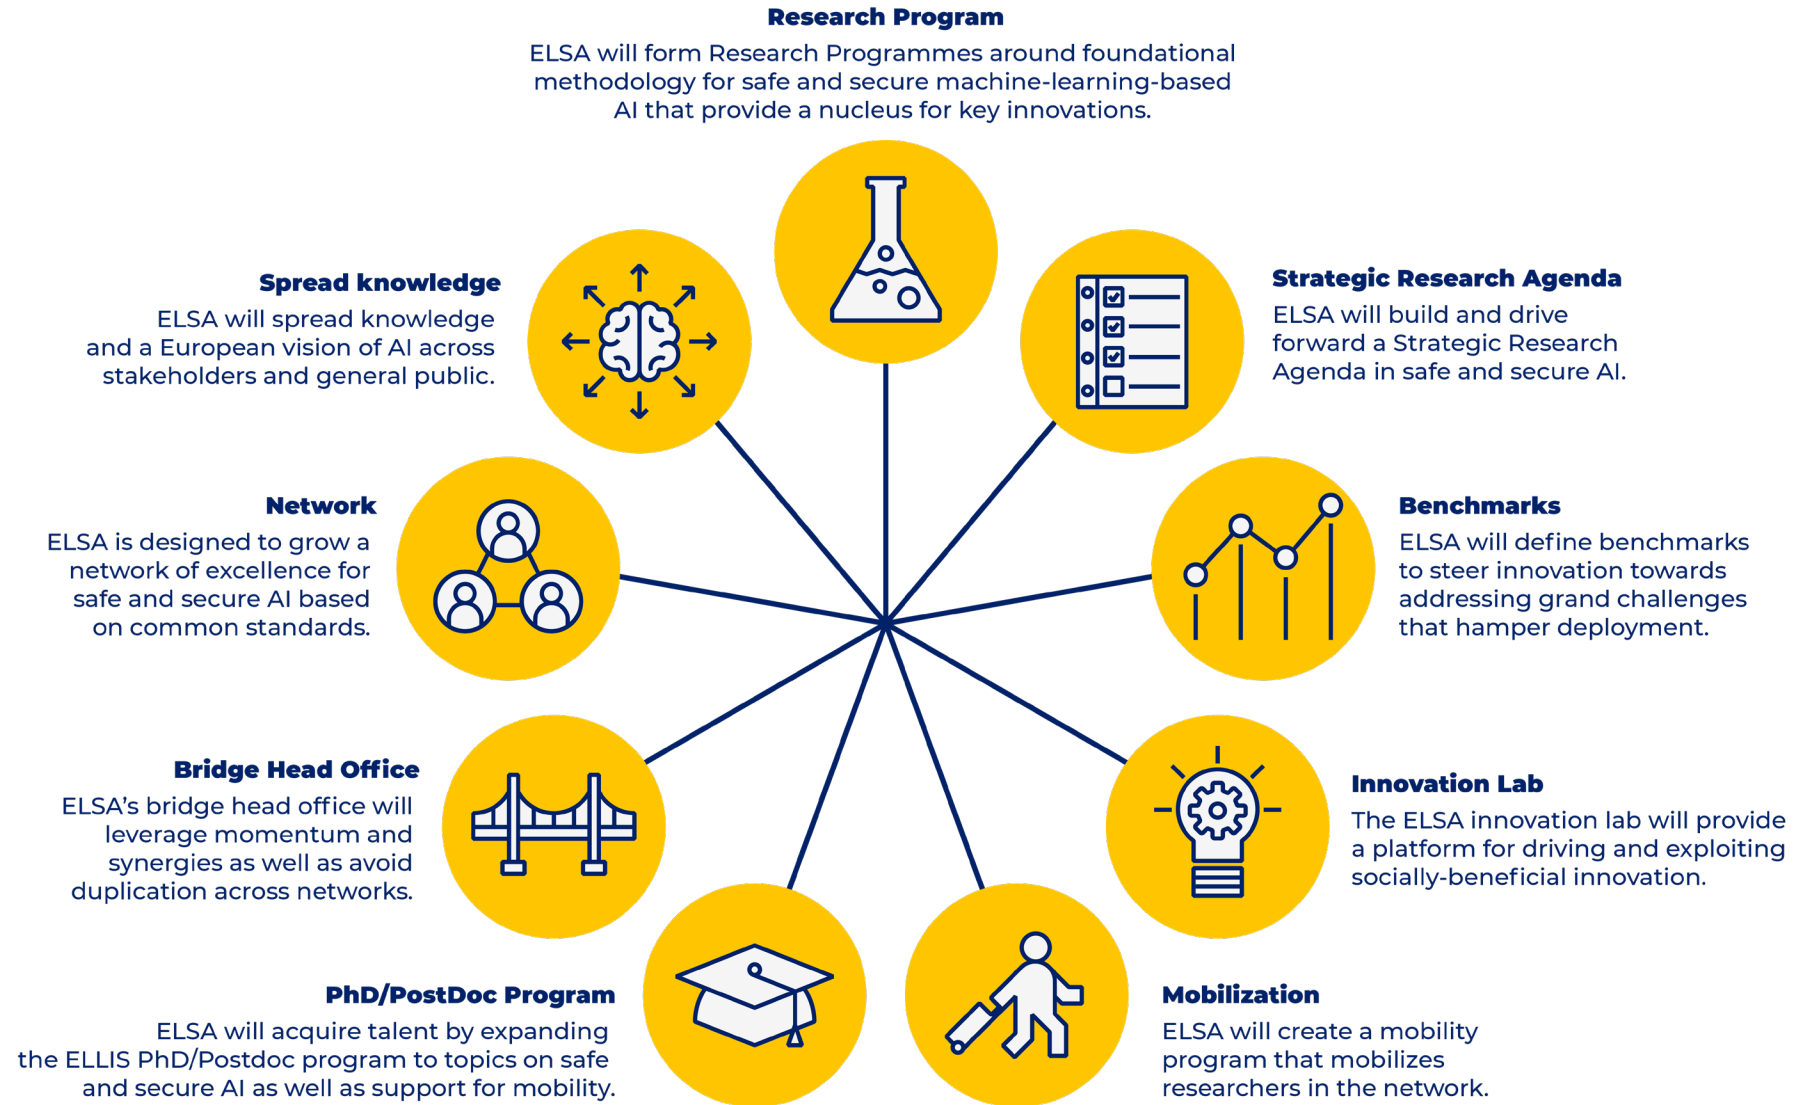 Research Program
ELSA will form Research Programmes around foundational
methodology for safe and secure machine-learning-based
AI that provide a nucleus for key innovations.
Strategic Research Agenda
ELSA will build and drive
forward a Strategic Research
Agenda in safe and secure AI.
Benchmarks
ELSA will define benchmarks
to steer innovation towards
addressing grand challenges
that hamper deployment.
Innovation Lab
The ELSA innovation lab will provide
a platform for driving and exploiting
socially-beneficial innovation.
Mobilization
ELSA will create a mobility
program that mobilizes
researchers in the network.
PhD/PostDoc Program
ELSA will acquire talent by expanding
the ELLIS PhD/Postdoc program to topics on safe
and secure AI as well as support for mobility.
Bridge Head Office
ELSA’s bridge head office will
leverage momentum and
synergies as well as avoid
duplication across networks.
Network
ELSA is designed to grow a
network of excellence for
safe and secure AI based
on common standards.
Spread knowledge
ELSA will spread knowledge
and a European vision of AI across
stakeholders and general public.